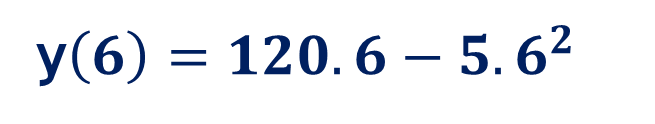 y(6) = 120. 6 − 5. 6²